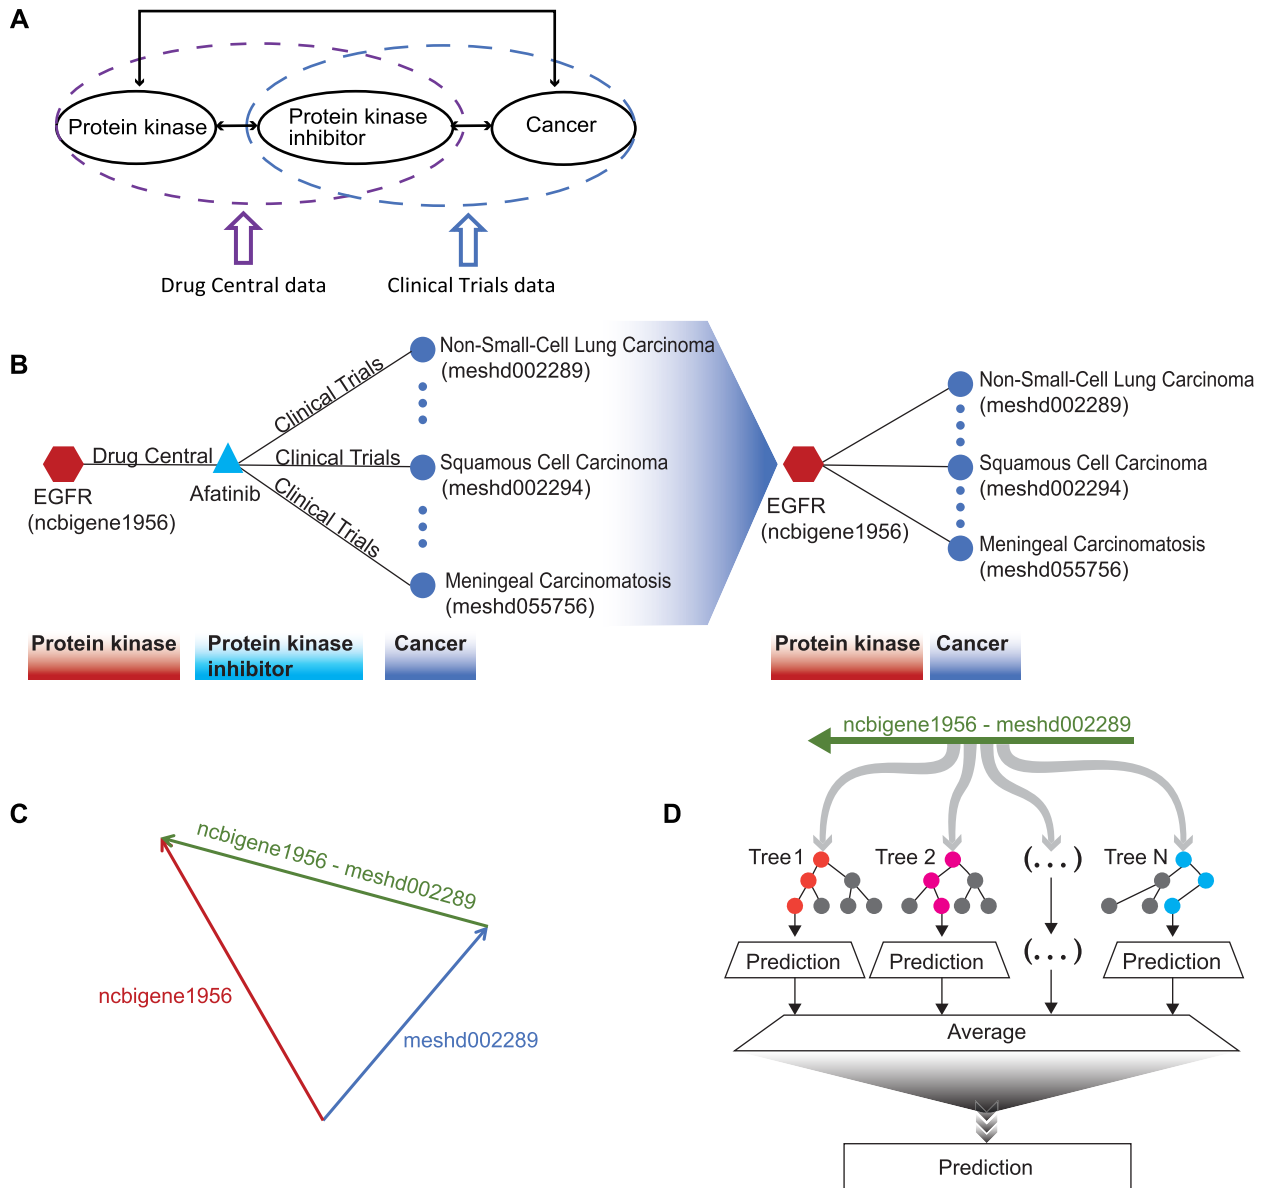 A
Protein kinase
Protein kinase
inhibitor
Cancer
Drug Central data
Clinical Trials data
B
EGFR
(ncbigene1956)
Drug Central
Afatinib
Clinical Trials
Clinical Trials
Clinical Trials
Non-Small-Cell Lung Carcinoma
(meshd002289)
Squamous Cell Carcinoma
(meshd002294)
Meningeal Carcinomatosis
(meshd055756)
EGFR
(ncbigene1956)
Non-Small-Cell Lung Carcinoma
(meshd002289)
Squamous Cell Carcinoma
(meshd002294)
Meningeal Carcinomatosis
(meshd055756)
Protein kinase
Protein kinase
inhibitor
Cancer
Protein kinase
Cancer
C
ncbigene1956 - meshd002289
ncbigene1956
meshd002289
D
ncbigene1956 - meshd002289
Tree 1
Tree 2
(...)
Tree N
Prediction
Prediction
(...)
Prediction
Average
Prediction